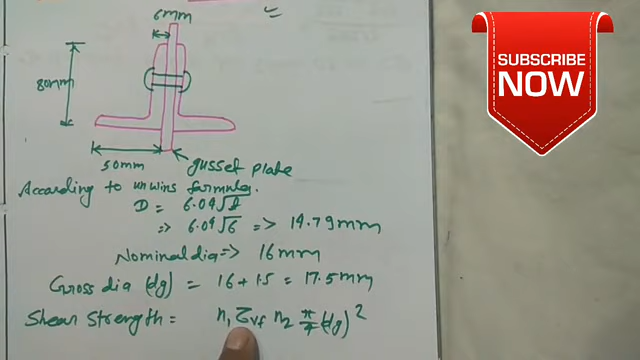 6mm
80mm
50mm
gusset plate
SUBSCRIBE
NOW
According to unwins formula.
D = 6.04√t
=> 6.04√6 => 14.79mm
Nominal dia => 16mm
Gross dia (dg) = 16 + 1.5 = 17.5mm
Shear Strength = n₁ τvf n₂ π/4 (dg)²